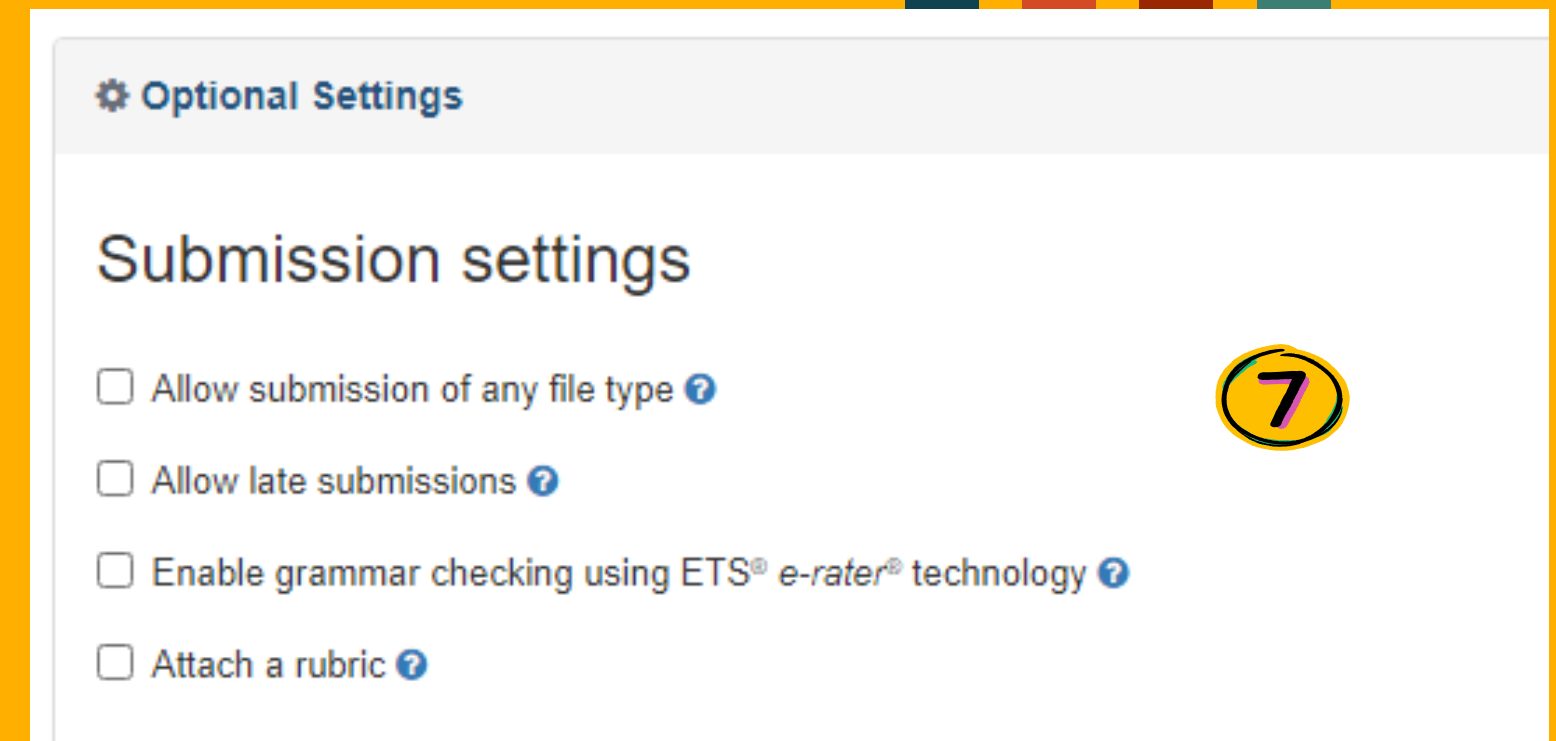 Optional Settings
Submission settings
Allow submission of any file type ?
7
Allow late submissions ?
Enable grammar checking using ETS® e-rater® technology ?
Attach a rubric ?